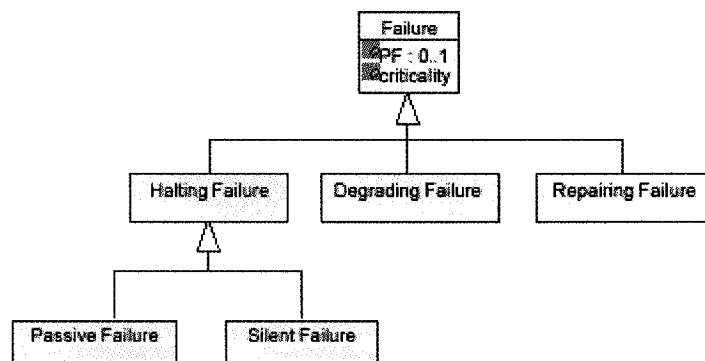 Failure
PF : 0..1
criticality
Halting Failure
Degrading Failure
Repairing Failure
Passive Failure
Silent Failure